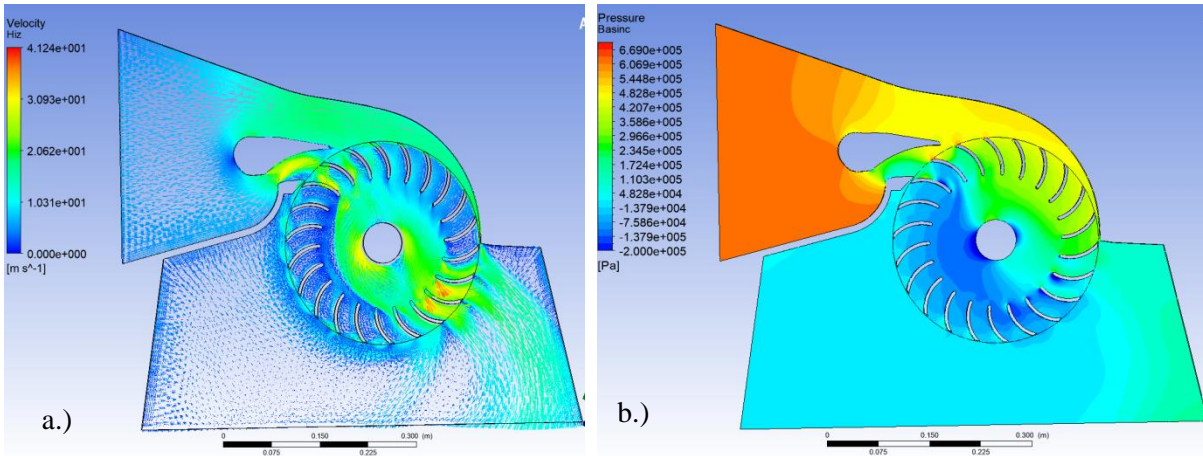 Velocity
Hiz
4.124e+001
3.093e+001
2.062e+001
1.031e+001
0.000e+000
[m s^-1]
a.)
0
0.150
0.300
(m)
0.075
0.225
Pressure
Basinc
6.690e+005
6.069e+005
5.448e+005
4.828e+005
4.207e+005
3.586e+005
2.966e+005
2.345e+005
1.724e+005
1.103e+005
4.828e+004
-1.379e+004
-7.586e+004
-1.379e+005
-2.000e+005
[Pa]
b.)
0
0.150
0.300
(m)
0.075
0.225